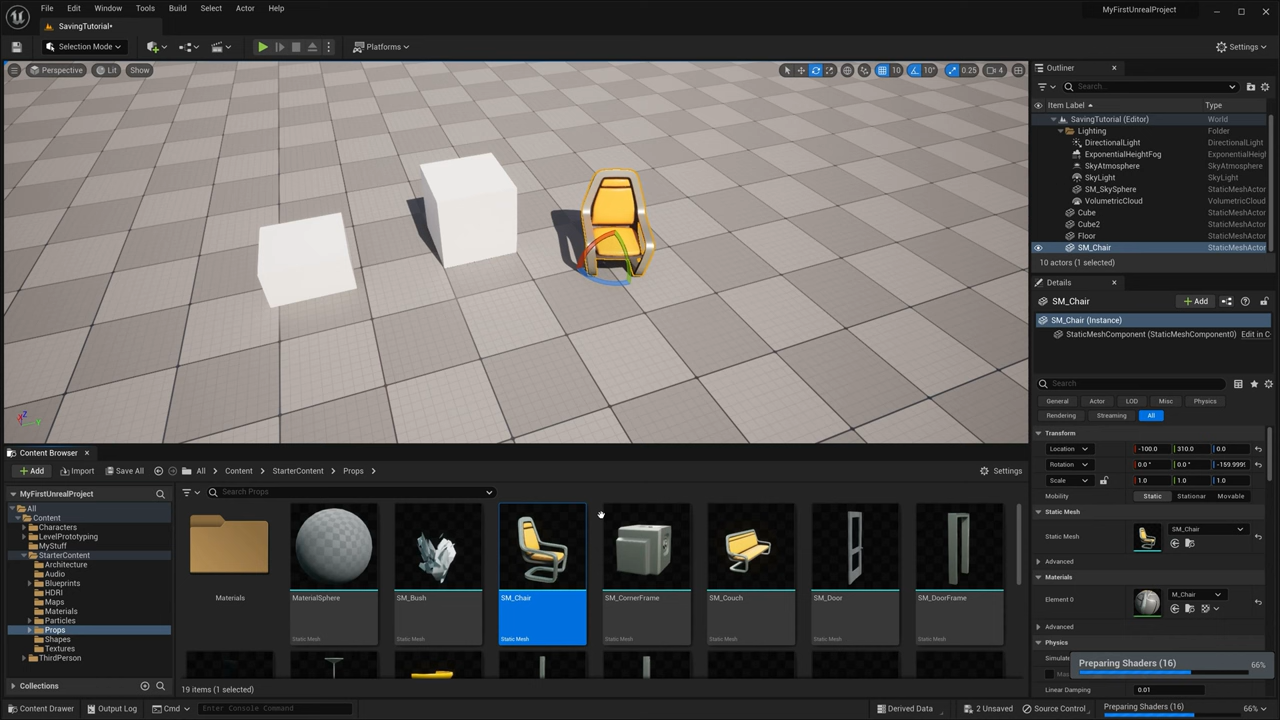 File Edit Window Tools Build Select Actor Help
MyFirstUnrealProject
SavingTutorial*
Selection Mode
Platforms
Settings
Perspective Lit Show
10 10° 0.25 4
Outliner
Search...
Item Label Type
SavingTutorial (Editor) World
Lighting Folder
DirectionalLight DirectionalLight
ExponentialHeightFog ExponentialHeig
SkyAtmosphere SkyAtmosphere
SkyLight SkyLight
SM_SkySphere StaticMeshActor
VolumetricCloud VolumetricCloud
Cube StaticMeshActor
Cube2 StaticMeshActor
Floor StaticMeshActor
SM_Chair StaticMeshActor
10 actors (1 selected)
Details
SM_Chair
Add
SM_Chair (Instance)
StaticMeshComponent (StaticMeshComponent0) Edit in C
Search
General Actor LOD Misc Physics
Rendering Streaming All
Transform
Location -100.0 310.0 0.0
Rotation 0.0 ° 0.0 ° -159.9999
Scale 1.0 1.0 1.0
Mobility Static Stationar Movable
Static Mesh
Static Mesh SM_Chair
Advanced
Materials
Element 0 M_Chair
Advanced
Physics
Simulate
Preparing Shaders (16) 66%
Linear Damping 0.01
Content Browser
Add Import Save All All Content StarterContent Props Settings
MyFirstUnrealProject
Search Props
All
Content
Characters
LevelPrototyping
MyStuff
StarterContent
Architecture
Audio
Blueprints
HDRI
Maps
Materials
Particles
Props
Shapes
Textures
ThirdPerson
Collections
Materials MaterialSphere SM_Bush SM_Chair SM_CornerFrame SM_Couch SM_Door SM_DoorFrame
Static Mesh Static Mesh Static Mesh Static Mesh Static Mesh Static Mesh Static Mesh
19 items (1 selected)
Content Drawer Output Log Cmd Enter Console Command Derived Data 2 Unsaved Source Control Preparing Shaders (16) 66%